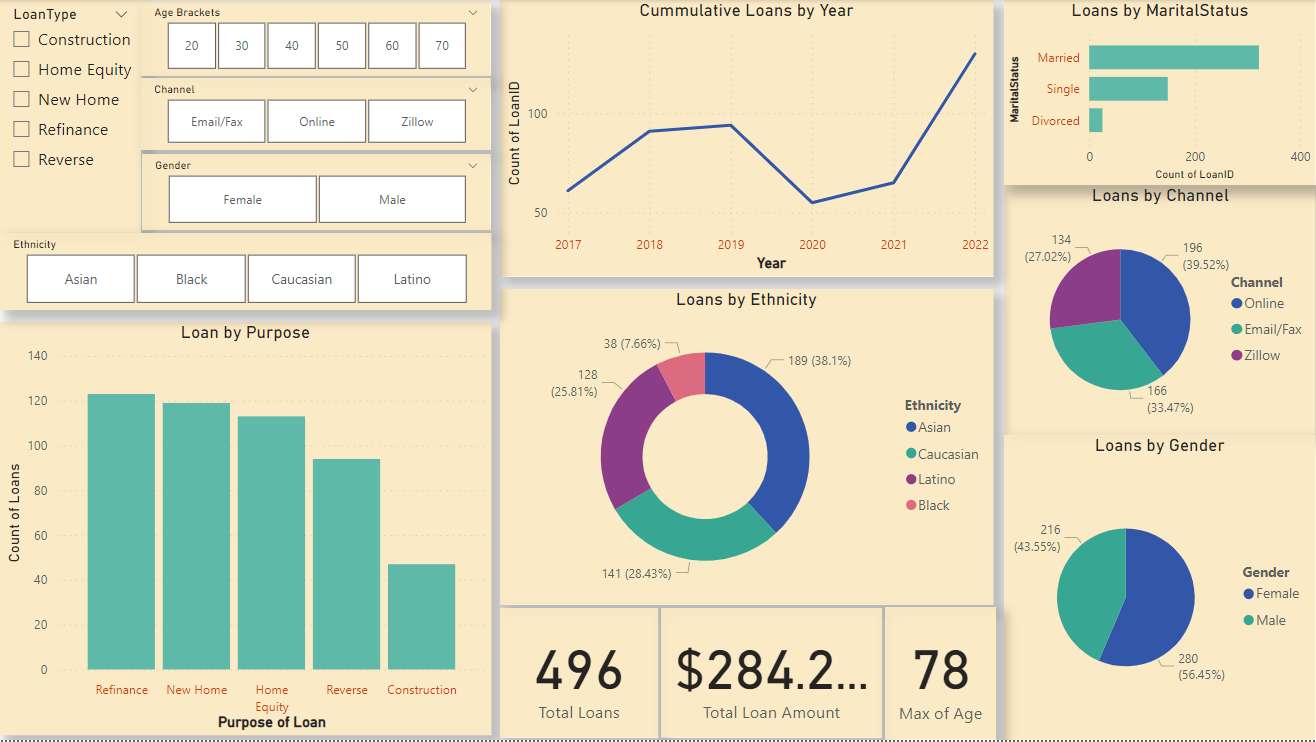 LoanType
Construction
Home Equity
New Home
Refinance
Reverse
Age Brackets
20 30 40 50 60 70
Channel
Email/Fax Online Zillow
Gender
Female Male
Ethnicity
Asian Black Caucasian Latino
Loan by Purpose
Count of Loans
140
120
100
80
60
40
20
0
Refinance New Home Home Equity Reverse Construction
Purpose of Loan
Cummulative Loans by Year
Count of LoanID
100
50
2017 2018 2019 2020 2021 2022
Year
Loans by Ethnicity
38 (7.66%)
189 (38.1%)
128
(25.81%)
141 (28.43%)
Ethnicity
Asian
Caucasian
Latino
Black
496
Total Loans
$284.2...
Total Loan Amount
78
Max of Age
Loans by MaritalStatus
MaritalStatus
Married
Single
Divorced
0 200 400
Count of LoanID
Loans by Channel
134
(27.02%)
196
(39.52%)
166
(33.47%)
Channel
Online
Email/Fax
Zillow
Loans by Gender
216
(43.55%)
280
(56.45%)
Gender
Female
Male